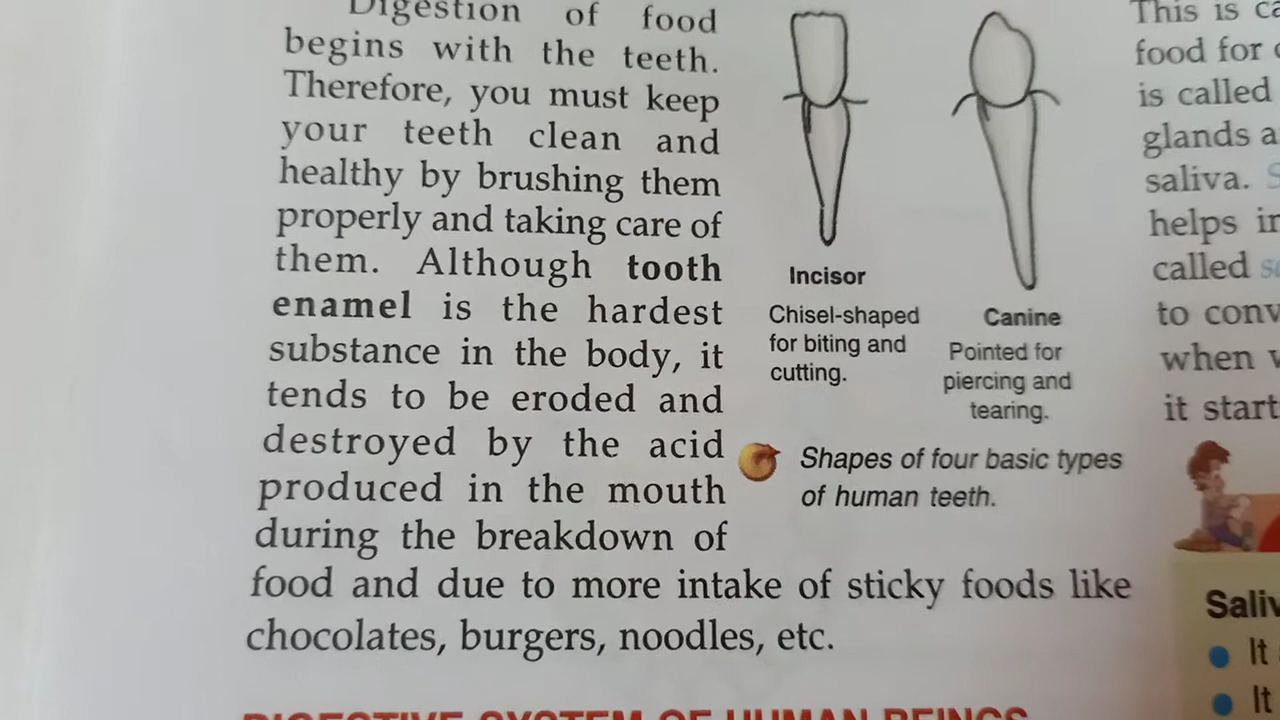 Digestion of food
begins with the teeth.
Therefore, you must keep
your teeth clean and
healthy by brushing them
properly and taking care of
them. Although tooth
enamel is the hardest
substance in the body, it
tends to be eroded and
destroyed by the acid
produced in the mouth
during the breakdown of
food and due to more intake of sticky foods like
chocolates, burgers, noodles, etc.
Incisor
Chisel-shaped
for biting and
cutting.
Canine
Pointed for
piercing and
tearing.
Shapes of four basic types
of human teeth.
DIGESTIVE SYSTEM OF HUMAN BEINGS
This is
food for
is called
glands
saliva.
helps
called
to
when
it start
It
It